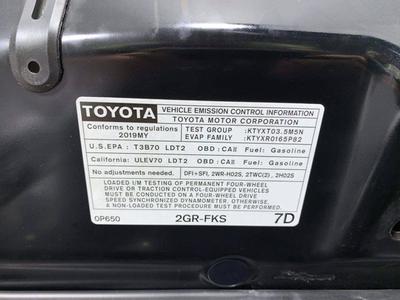 TOYOTA
VEHICLE EMISSION CONTROL INFORMATION
TOYOTA MOTOR CORPORATION
Conforms to regulations
2019MY
TEST GROUP : KTYXT03.5M5N
EVAP FAMILY : KTYXR0165P82
U.S.EPA : T3B70 LDT2 OBD : CAⅡ Fuel: Gasoline
California: ULEV70 LDT2 OBD : CAⅡ Fuel: Gasoline
No adjustments needed. DFI+SFI, 2WR-HO2S, 2TWC(2), 2HO2S
LOADED I/M TESTING OF PERMANENT FOUR-WHEEL
DRIVE OR TRACTION CONTROL-EQUIPPED VEHICLES
MUST BE CONDUCTED ON A FOUR-WHEEL
SPEED SYNCHRONIZED DYNAMOMETER, OTHERWISE,
A NON-LOADED TEST PROCEDURE MUST BE PERFORMED.
0P650 2GR-FKS 7D